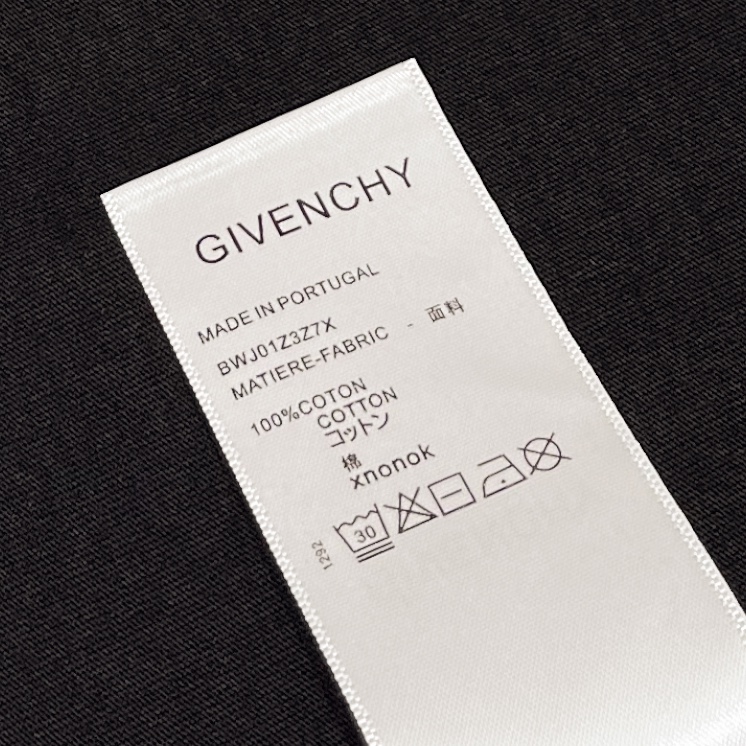 GIVENCHY
MADE IN PORTUGAL
BWJ01Z3Z7X
MATIERE-FABRIC - 面料
100%COTON
COTTON
コットン
棉
xnonok
30
1292